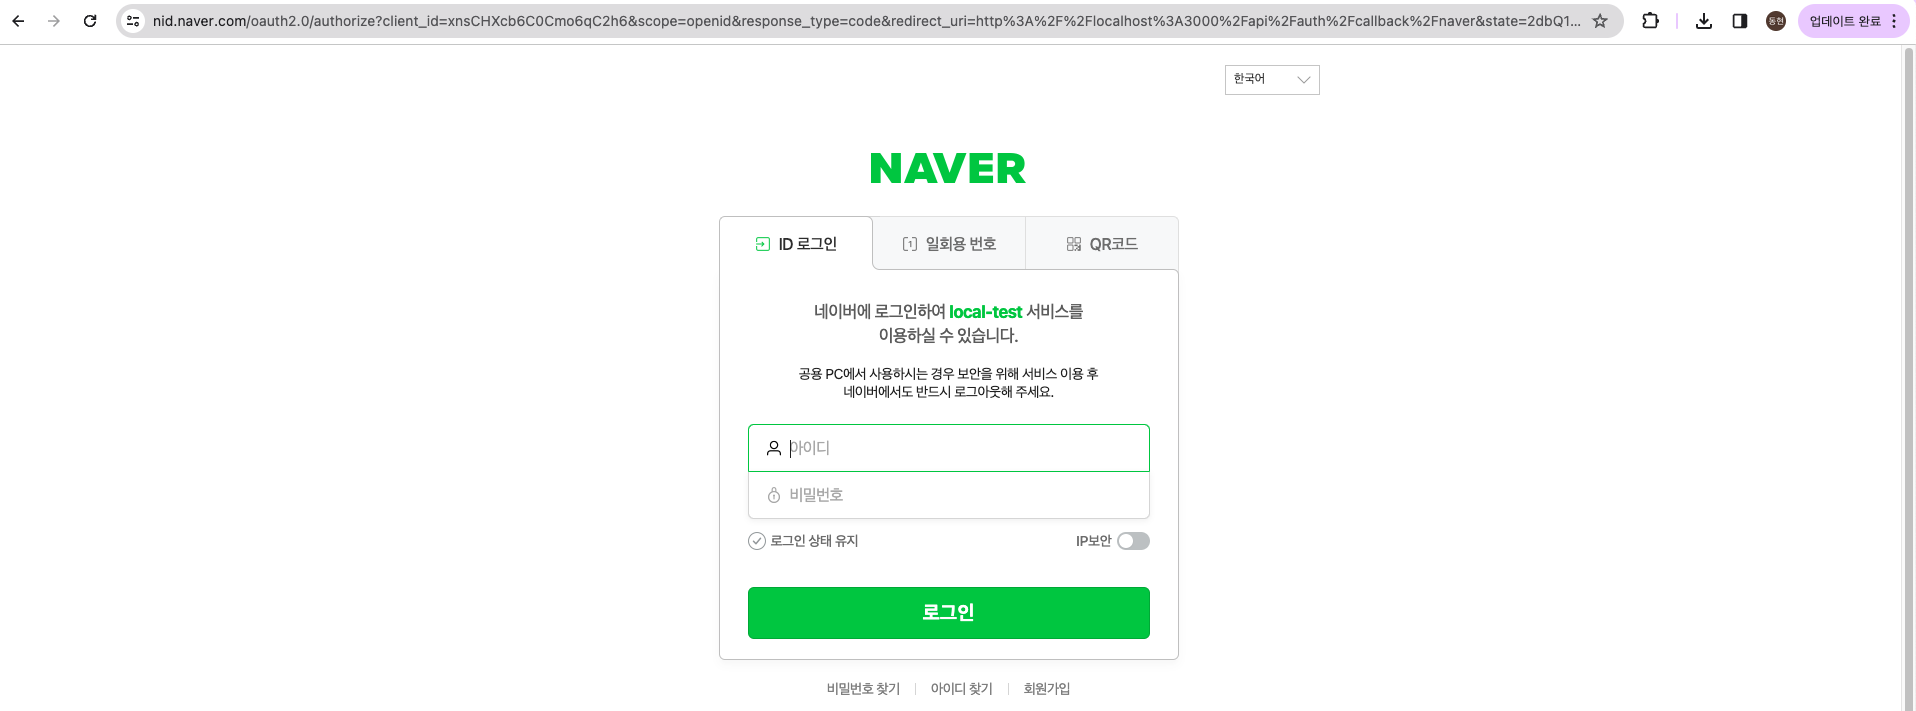 nid.naver.com/oauth2.0/authorize?client_id=xnsCHXcb6C0Cmo6qC2h6&scope=openid&response_type=code&redirect_uri=http%3A%2F%2Flocalhost%3A3000%2Fapi%2Fauth%2Fcallback%2Fnaver&state=2dbQ1...
동현
업데이트 완료
한국어
NAVER
ID 로그인
1 일회용 번호
QR코드
네이버에 로그인하여 local-test 서비스를
이용하실 수 있습니다.
공용 PC에서 사용하시는 경우 보안을 위해 서비스 이용 후
네이버에서도 반드시 로그아웃해 주세요.
아이디
비밀번호
로그인 상태 유지
IP보안
로그인
비밀번호 찾기
아이디 찾기
회원가입